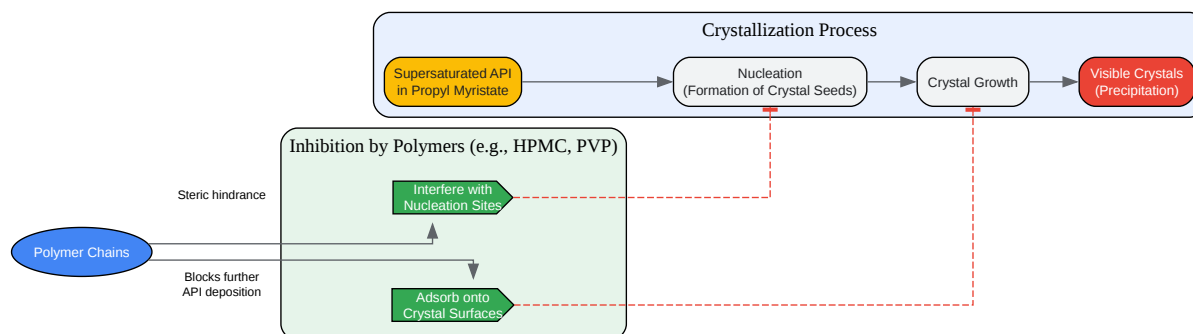 Crystallization Process
Supersaturated API
in Propyl Myristate
Nucleation
(Formation of Crystal Seeds)
Crystal Growth
Visible Crystals
(Precipitation)
Inhibition by Polymers (e.g., HPMC, PVP)
Steric hindrance
Interfere with
Nucleation Sites
Polymer Chains
Blocks further
API deposition
Adsorb onto
Crystal Surfaces